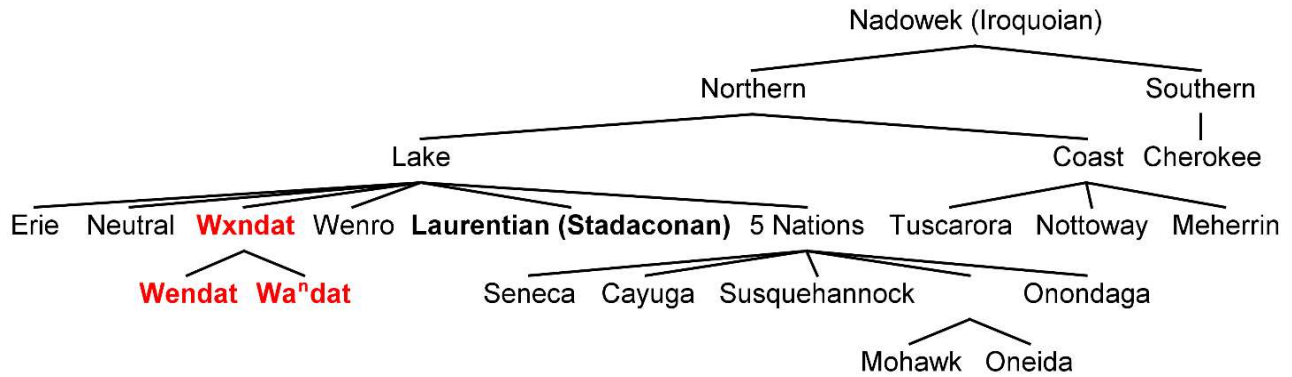 Nadowek (Iroquoian)
Northern Southern
Lake Coast Cherokee
Erie Neutral Wxndat Wenro Laurentian (Stadaconan) 5 Nations Tuscarora Nottoway Meherrin
Wendat Waⁿdat Seneca Cayuga Susquehannock Onondaga
Mohawk Oneida